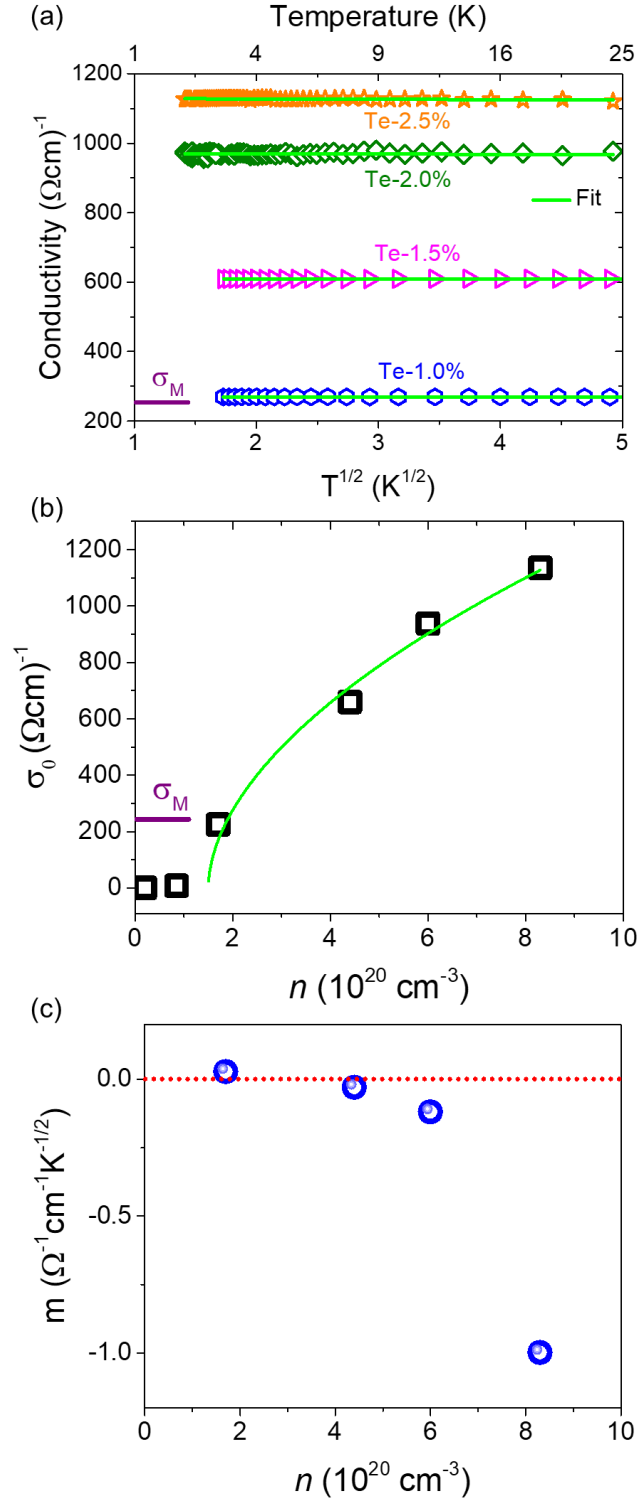 (a)
Temperature (K)
1 4 9 16 25
1200
1000
800
600
400
200
Conductivity (Ωcm)⁻¹
Te-2.5%
Te-2.0%
Fit
Te-1.5%
Te-1.0%
σM
1 2 3 4 5
T^1/2 (K^1/2)
(b)
1200
1000
800
600
400
200
0
σ₀ (Ωcm)⁻¹
σM
0 2 4 6 8 10
n (10²⁰ cm⁻³)
(c)
0.0
-0.5
-1.0
m (Ω⁻¹cm⁻¹K^-1/2)
0 2 4 6 8 10
n (10²⁰ cm⁻³)